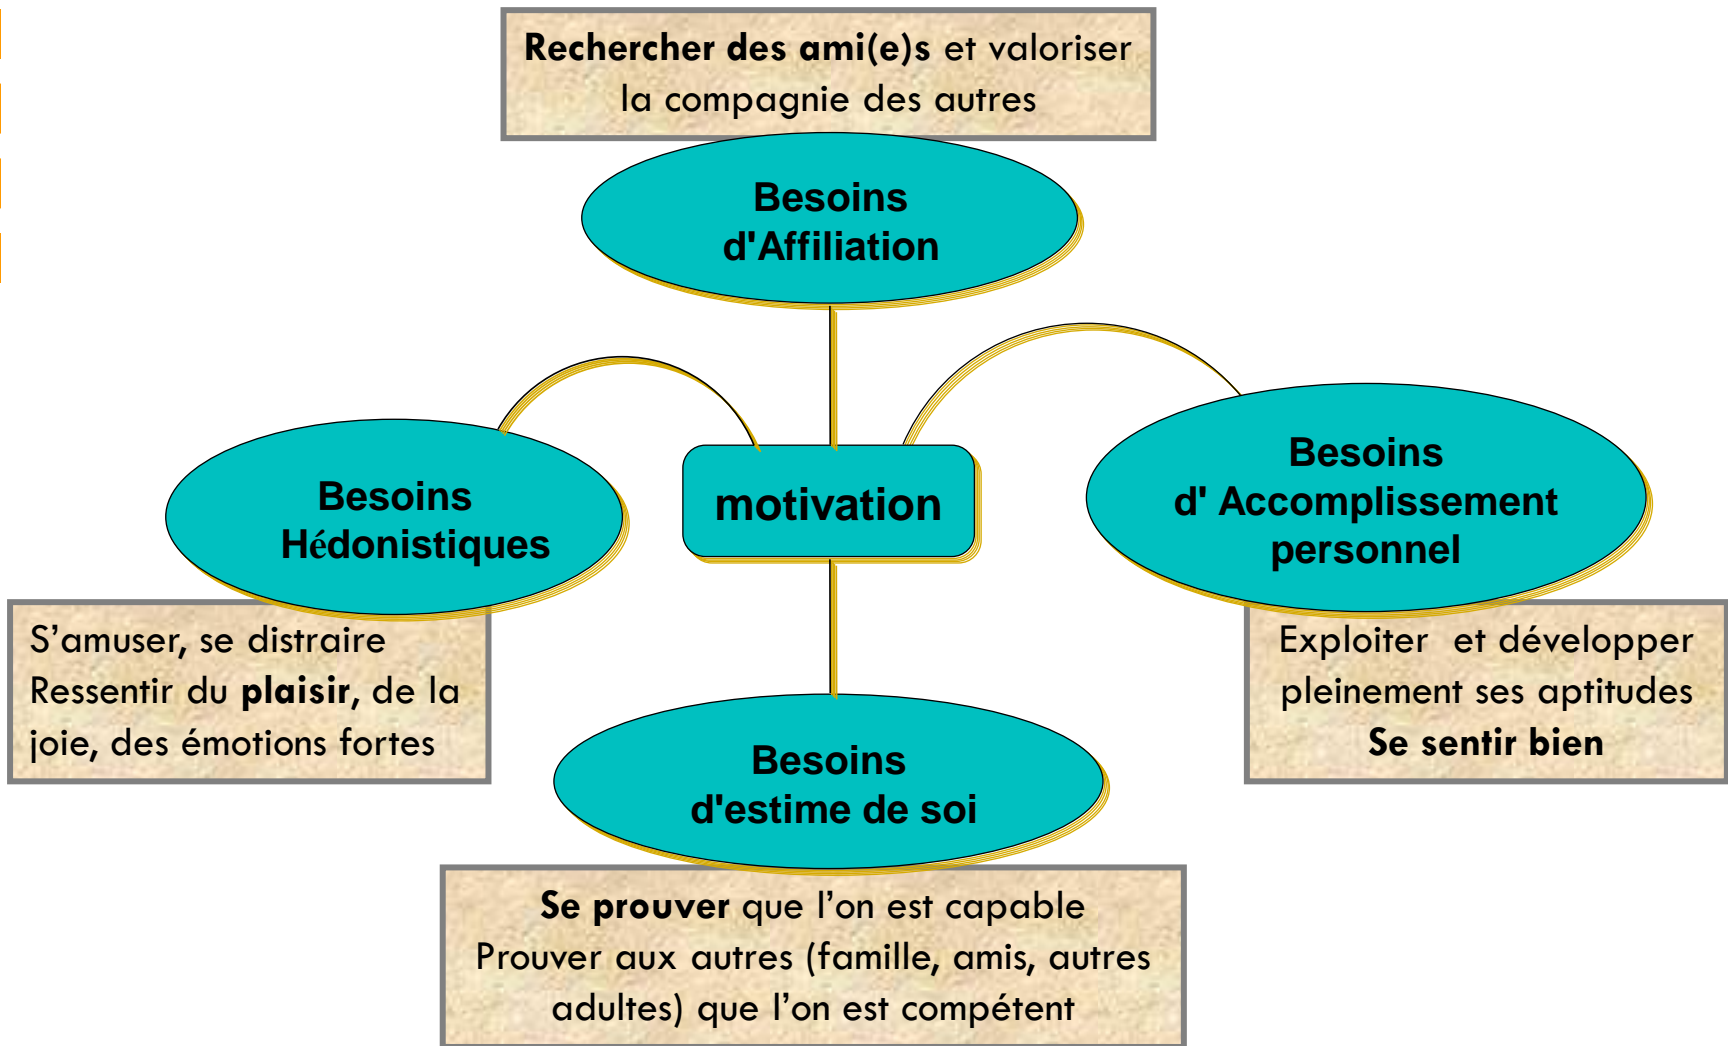 Rechercher des ami(e)s et valoriser
la compagnie des autres
Besoins
d'Affiliation
Besoins
Hédonistiques
motivation
Besoins
d' Accomplissement
personnel
S’amuser, se distraire
Ressentir du plaisir, de la
joie, des émotions fortes
Exploiter et développer
pleinement ses aptitudes
Se sentir bien
Besoins
d'estime de soi
Se prouver que l’on est capable
Prouver aux autres (famille, amis, autres
adultes) que l’on est compétent